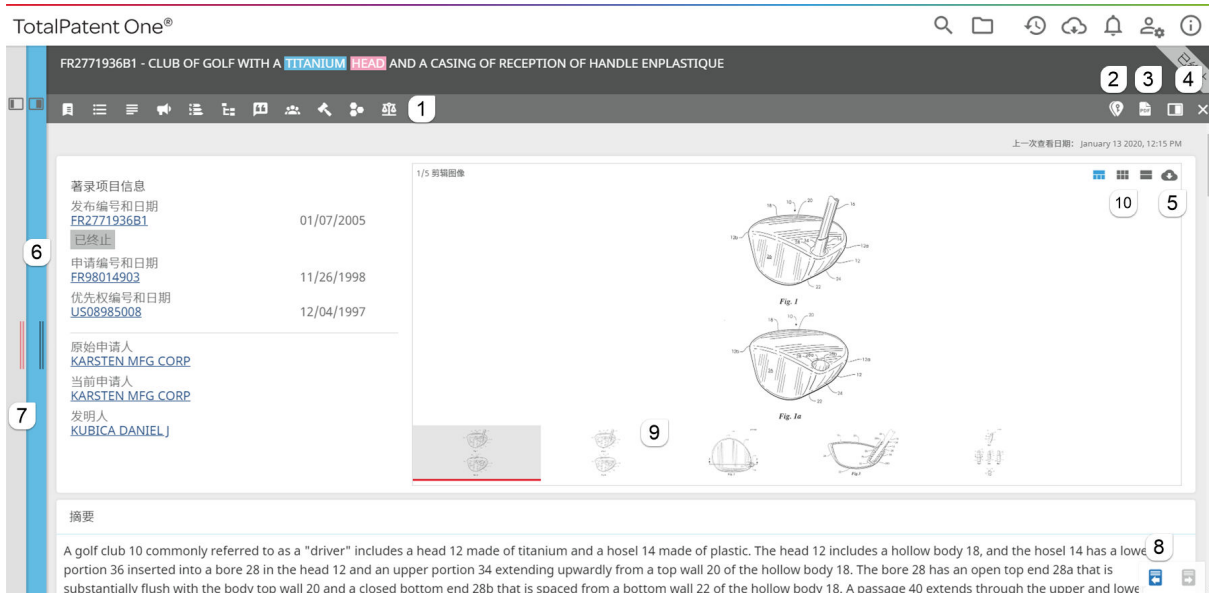 TotalPatent One®
FR2771936B1 - CLUB OF GOLF WITH A TITANIUM HEAD AND A CASING OF RECEPTION OF HANDLE ENPLASTIQUE
2 3 4
1
上一次查看日期: January 13 2020, 12:15 PM
著录项目信息
发布编号和日期
FR2771936B1 01/07/2005
已终止
申请编号和日期
FR98014903 11/26/1998
优先权编号和日期
US08985008 12/04/1997
原始申请人
KARSTEN MFG CORP
当前申请人
KARSTEN MFG CORP
发明人
KUBICA DANIEL J
6
7
1/5 剪辑图像
10 5
Fig. 1
Fig. 1a
9
摘要
A golf club 10 commonly referred to as a "driver" includes a head 12 made of titanium and a hosel 14 made of plastic. The head 12 includes a hollow body 18, and the hosel 14 has a lowe
8
portion 36 inserted into a bore 28 in the head 12 and an upper portion 34 extending upwardly from a top wall 20 of the hollow body 18. The bore 28 has an open top end 28a that is
substantially flush with the body top wall 20 and a closed bottom end 28b that is spaced from a bottom wall 22 of the hollow body 18. A passage 40 extends through the upper and lowe